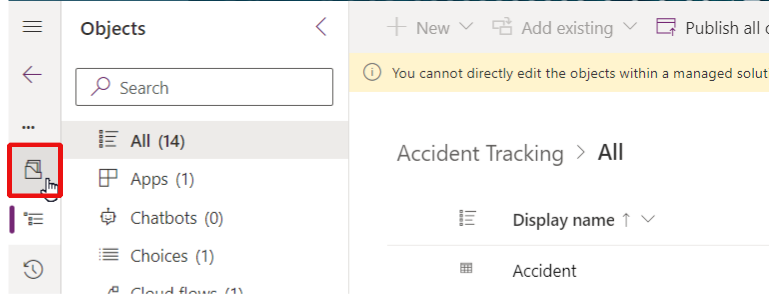 Objects
New
Add existing
Publish all
You cannot directly edit the objects within a managed solut
Search
All (14)
Apps (1)
Chatbots (0)
Choices (1)
Cloud flows (1)
Accident Tracking > All
Display name ↑
Accident